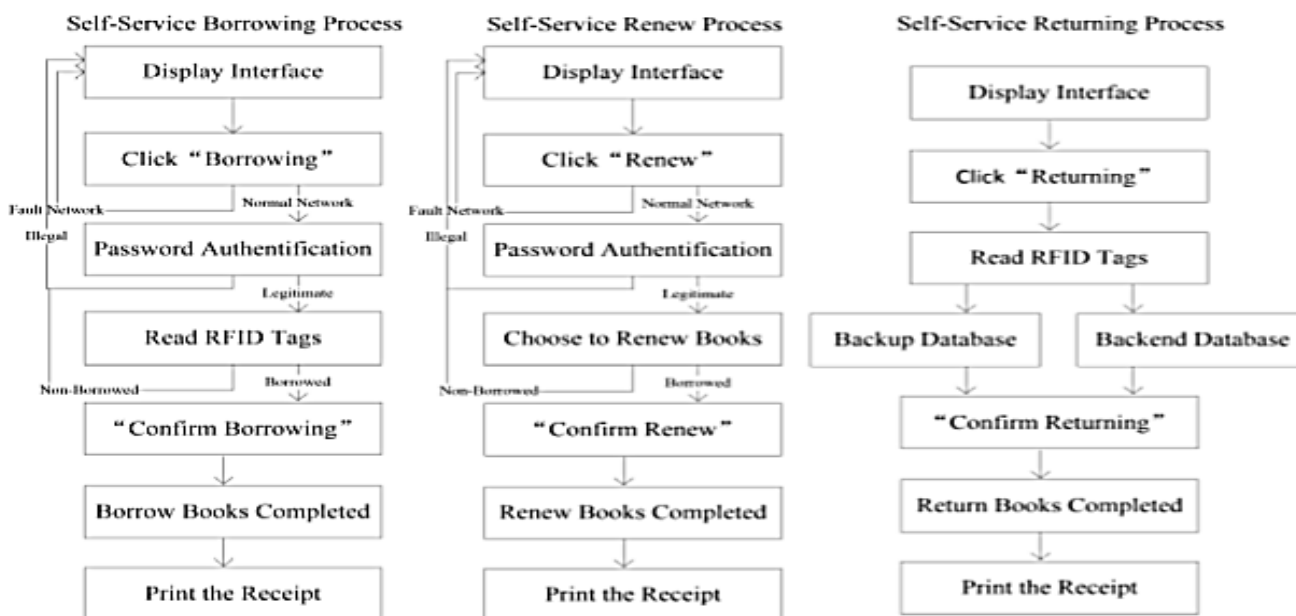 Self-Service Borrowing Process
Display Interface
Click “Borrowing”
Fault Network
Normal Network
Illegal
Password Authentification
Legitimate
Read RFID Tags
Non-Borrowed
Borrowed
“Confirm Borrowing”
Borrow Books Completed
Print the Receipt
Self-Service Renew Process
Display Interface
Click “Renew”
Fault Network
Normal Network
Illegal
Password Authentification
Legitimate
Choose to Renew Books
Non-Borrowed
Borrowed
“Confirm Renew”
Renew Books Completed
Print the Receipt
Self-Service Returning Process
Display Interface
Click “Returning”
Read RFID Tags
Backup Database
Backend Database
“Confirm Returning”
Return Books Completed
Print the Receipt